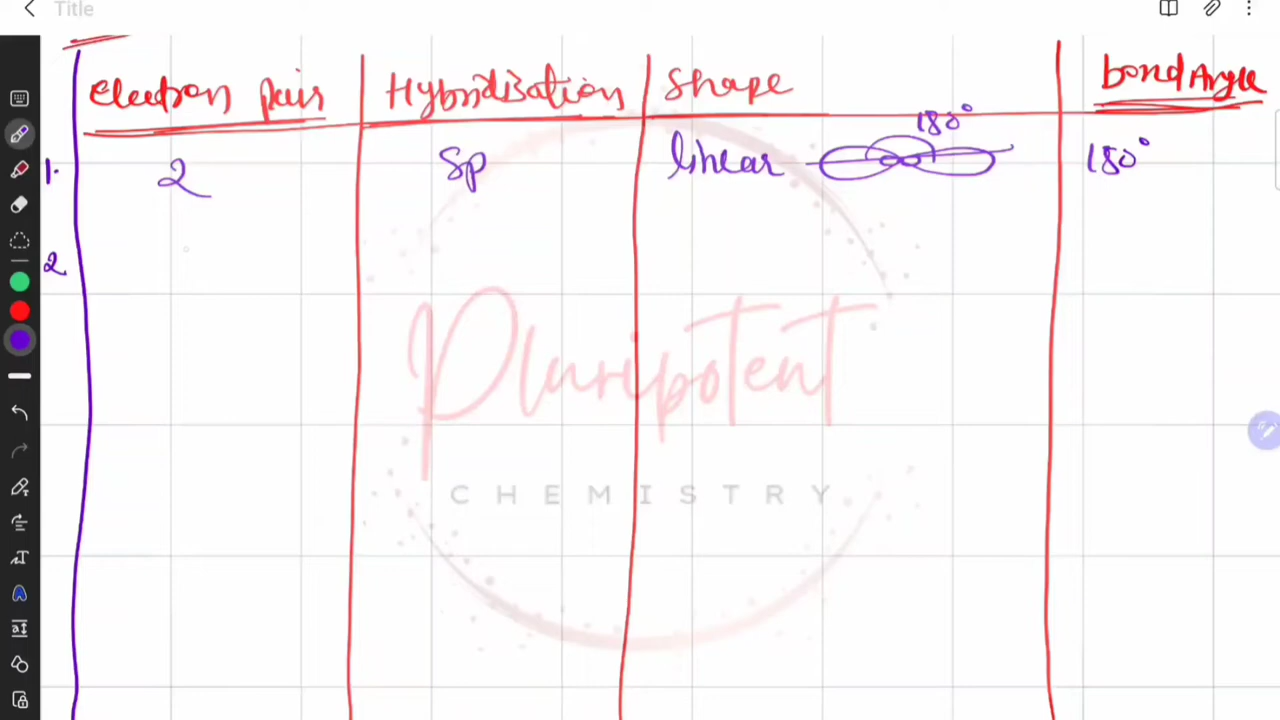 Title
electron pair Hybridisation Shape bond Angle
1. 2 Sp linear 180° 180°
2
Pluripotent
CHEMISTRY